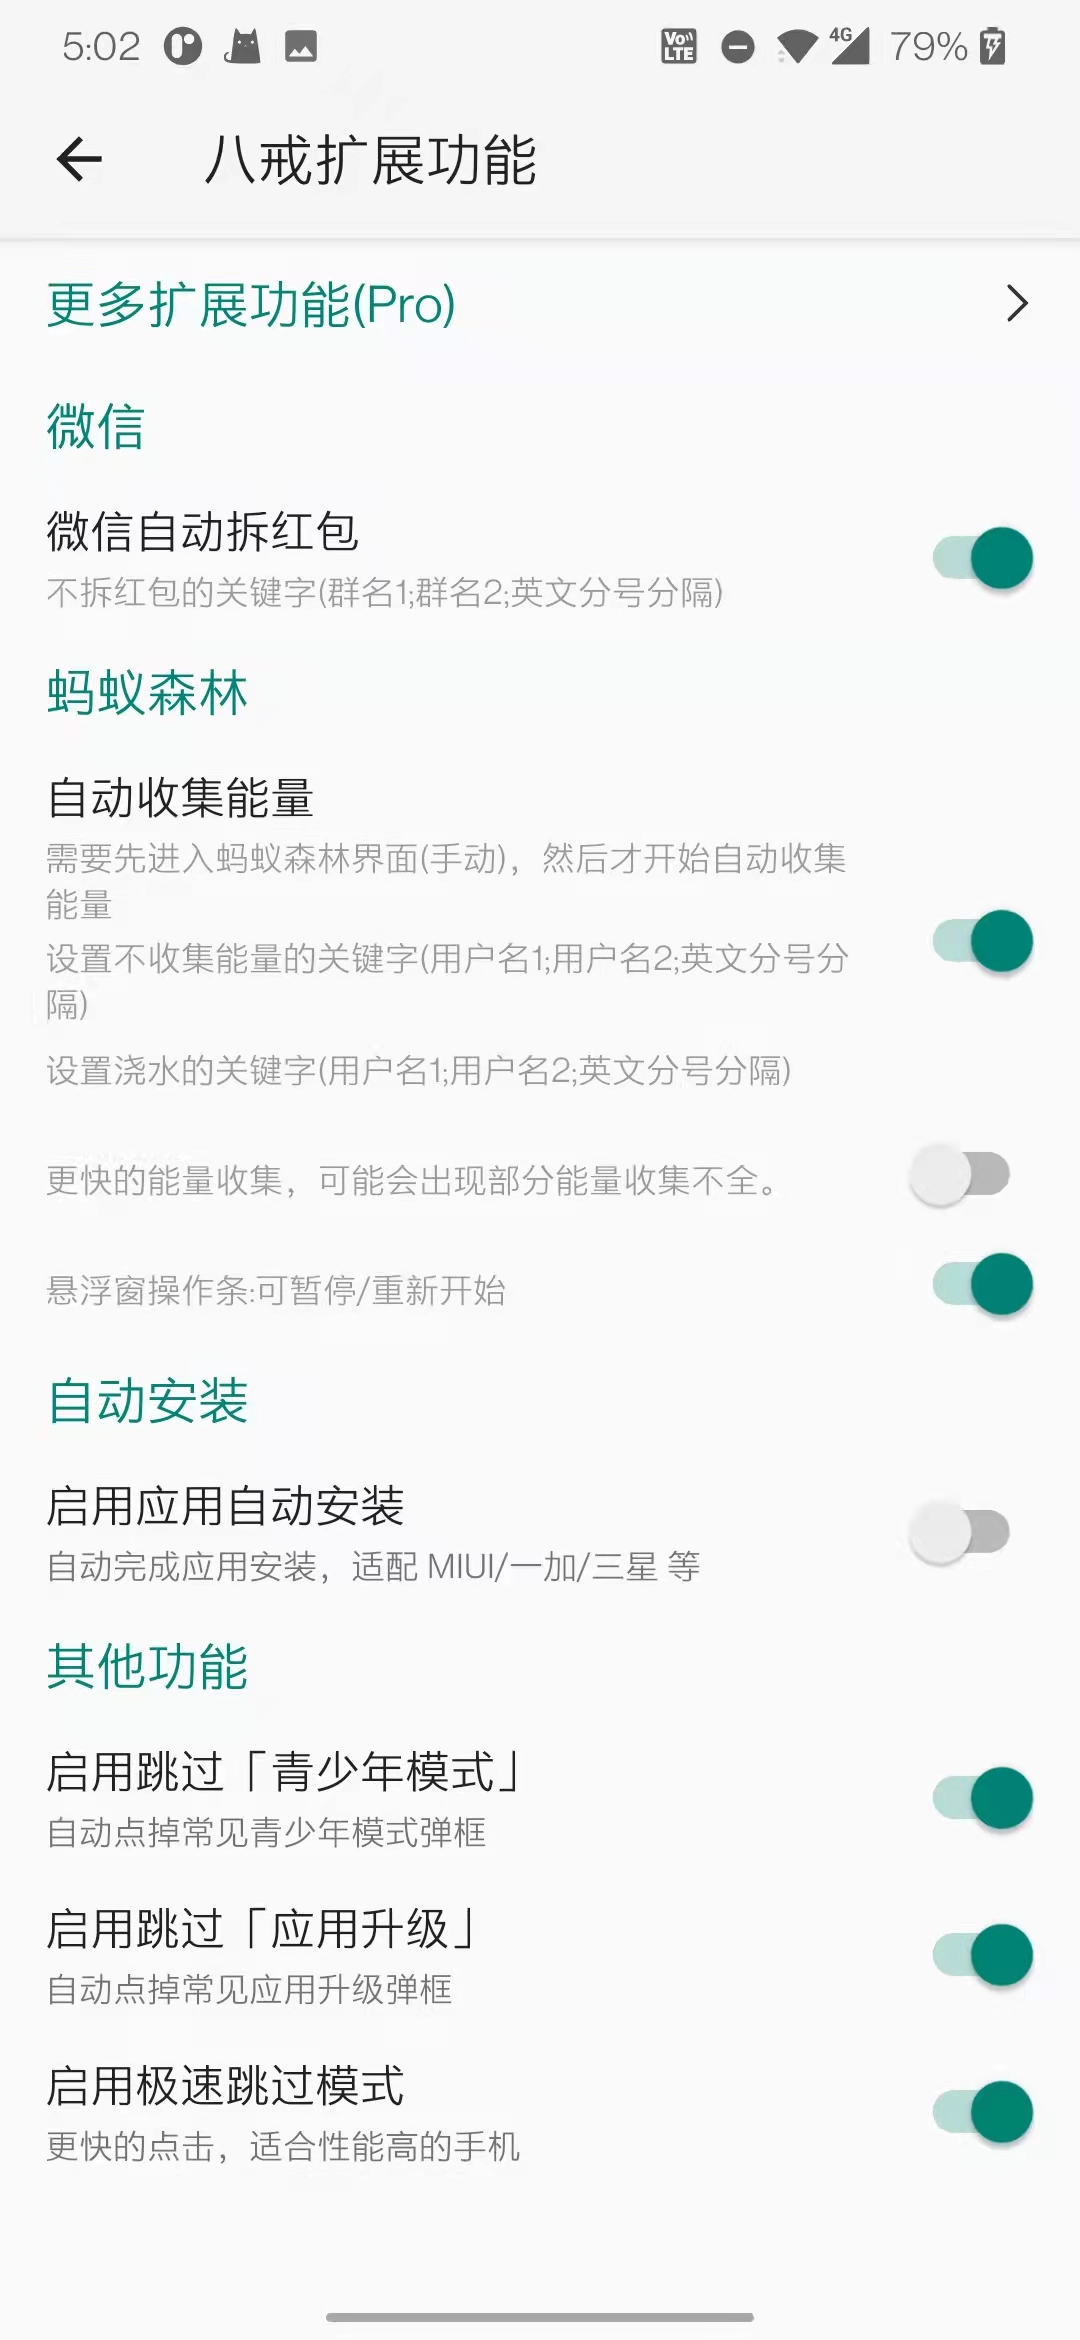 5:02
VoLTE
4G
79%
八戒扩展功能
更多扩展功能(Pro)
微信
微信自动拆红包
不拆红包的关键字(群名1;群名2;英文分号分隔)
蚂蚁森林
自动收集能量
需要先进入蚂蚁森林界面(手动)，然后才开始自动收集
能量
设置不收集能量的关键字(用户名1;用户名2;英文分号分
隔)
设置浇水的关键字(用户名1;用户名2;英文分号分隔)
更快的能量收集，可能会出现部分能量收集不全。
悬浮窗操作条:可暂停/重新开始
自动安装
启用应用自动安装
自动完成应用安装，适配 MIUI/一加/三星 等
其他功能
启用跳过「青少年模式」
自动点掉常见青少年模式弹框
启用跳过「应用升级」
自动点掉常见应用升级弹框
启用极速跳过模式
更快的点击，适合性能高的手机